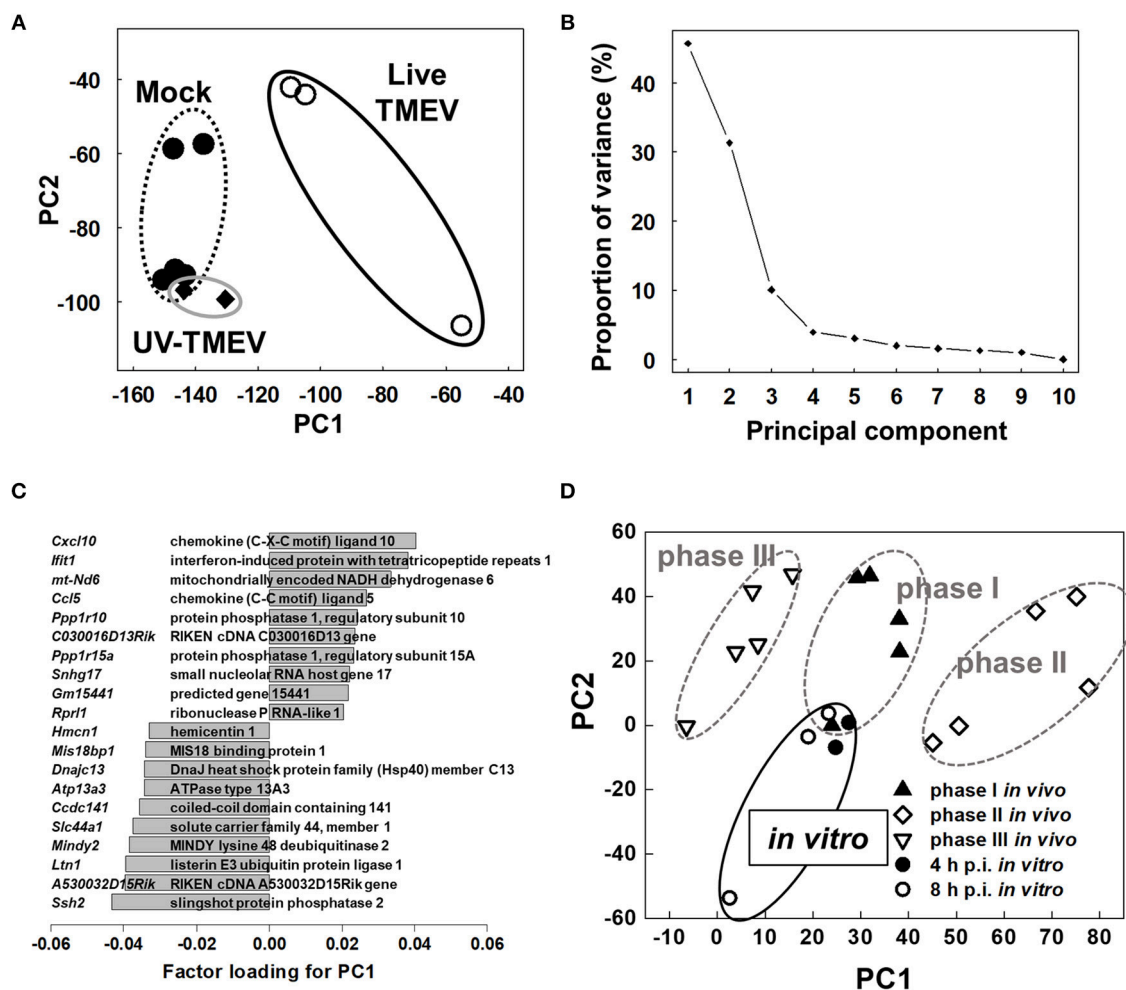 A
PC2
-40
-60
-80
-100
Mock
Live
TMEV
UV-TMEV
-160 -140 -120 -100 -80 -60 -40
PC1
B
Proportion of variance (%)
40
30
20
10
0
1 2 3 4 5 6 7 8 9 10
Principal component
C
Cxcl10 chemokine (C-X-C motif) ligand 10
Ifit1 interferon-induced protein with tetratricopeptide repeats 1
mt-Nd6 mitochondrially encoded NADH dehydrogenase 6
Ccl5 chemokine (C-C motif) ligand 5
Ppp1r10 protein phosphatase 1, regulatory subunit 10
C030016D13Rik RIKEN cDNA C030016D13 gene
Ppp1r15a protein phosphatase 1, regulatory subunit 15A
Snhg17 small nucleolar RNA host gene 17
Gm15441 predicted gene 15441
Rprl1 ribonuclease P RNA-like 1
Hmcn1 hemicentin 1
Mis18bp1 MIS18 binding protein 1
Dnajc13 DnaJ heat shock protein family (Hsp40) member C13
Atp13a3 ATPase type 13A3
Ccdc141 coiled-coil domain containing 141
Slc44a1 solute carrier family 44, member 1
Mindy2 MINDY lysine 48 deubiquitinase 2
Ltn1 listerin E3 ubiquitin protein ligase 1
A530032D15Rik RIKEN cDNA A530032D15Rik gene
Ssh2 slingshot protein phosphatase 2
-0.06 -0.04 -0.02 0.00 0.02 0.04 0.06
Factor loading for PC1
D
PC2
60
40
20
0
-20
-40
-60
phase III
phase I
phase II
in vitro
phase I in vivo
phase II in vivo
phase III in vivo
4 h p.i. in vitro
8 h p.i. in vitro
-10 0 10 20 30 40 50 60 70 80
PC1